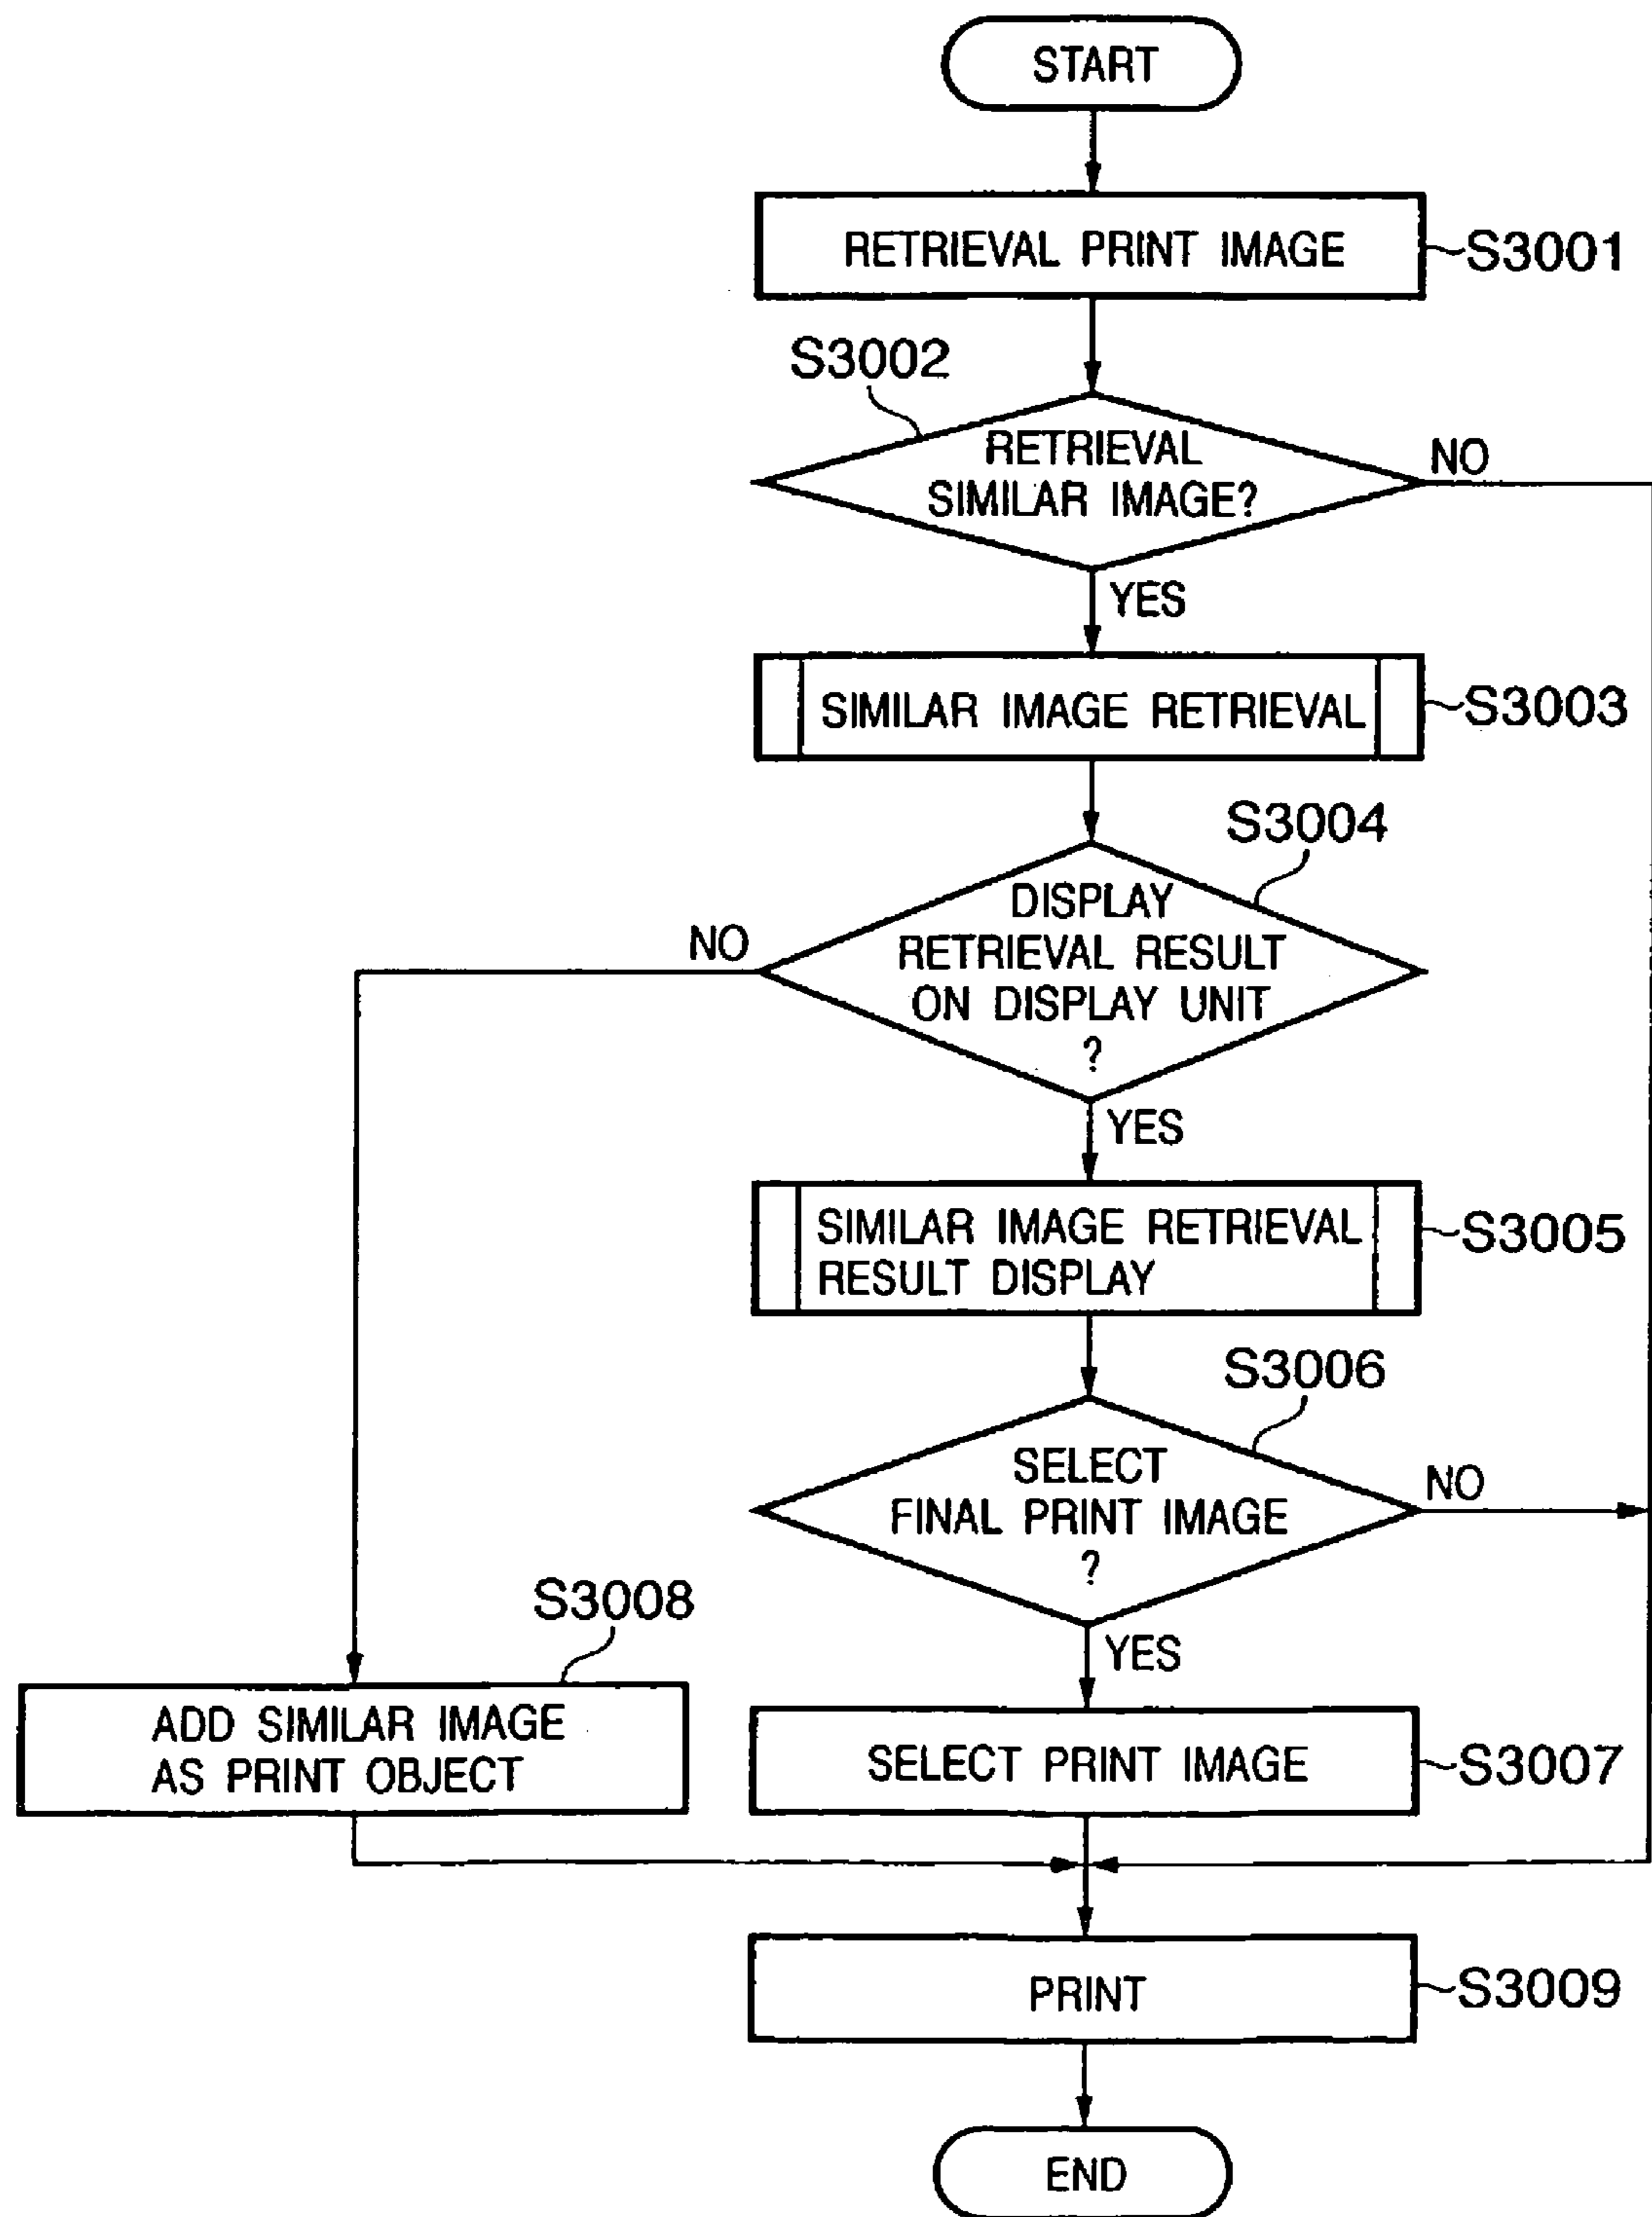 START
RETRIEVAL PRINT IMAGE
S3001
S3002
RETRIEVAL
SIMILAR IMAGE?
NO
YES
SIMILAR IMAGE RETRIEVAL
S3003
S3004
DISPLAY
RETRIEVAL RESULT
ON DISPLAY UNIT
?
NO
YES
SIMILAR IMAGE RETRIEVAL
RESULT DISPLAY
S3005
S3006
SELECT
FINAL PRINT IMAGE
?
NO
YES
S3008
ADD SIMILAR IMAGE
AS PRINT OBJECT
SELECT PRINT IMAGE
S3007
PRINT
S3009
END